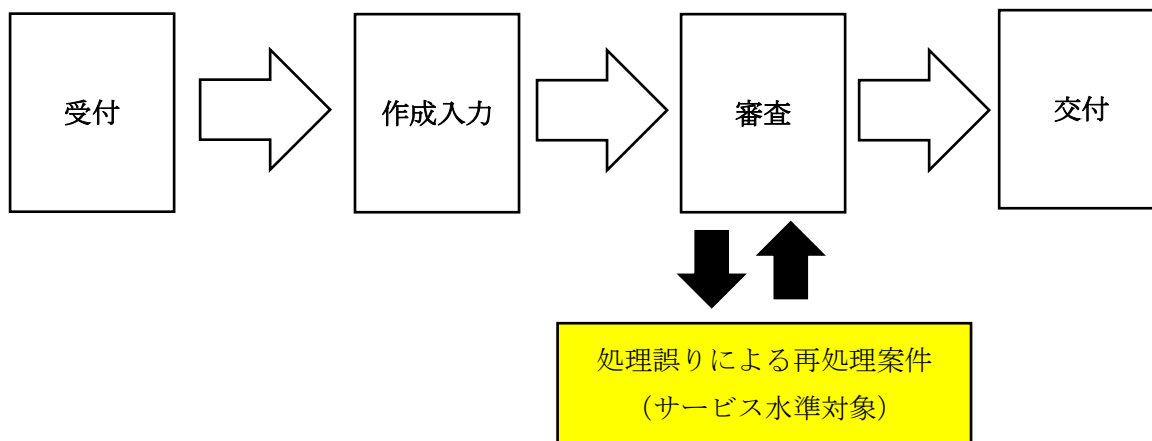 受付
作成入力
審査
交付
処理誤りによる再処理案件
（サービス水準対象）